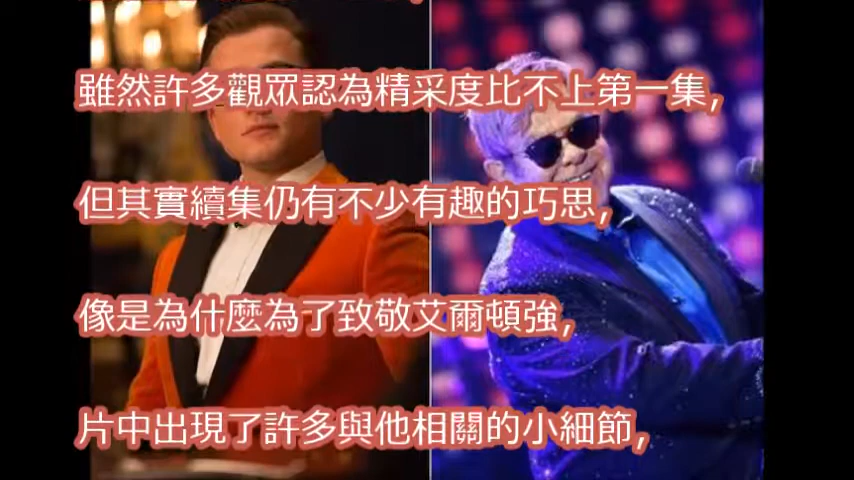 雖然許多觀眾認為精采度比不上第一集，
但其實續集仍有不少有趣的巧思，
像是為什麼為了致敬艾爾頓強，
片中出現了許多與他相關的小細節，